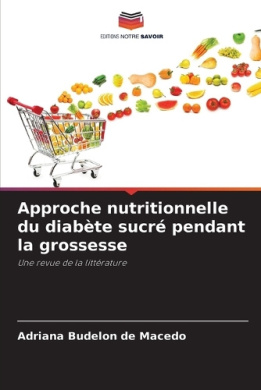 EDITIONS NOTRE SAVOIR
Approche nutritionnelle
du diabète sucré pendant
la grossesse
Une revue de la littérature
Adriana Budelon de Macedo